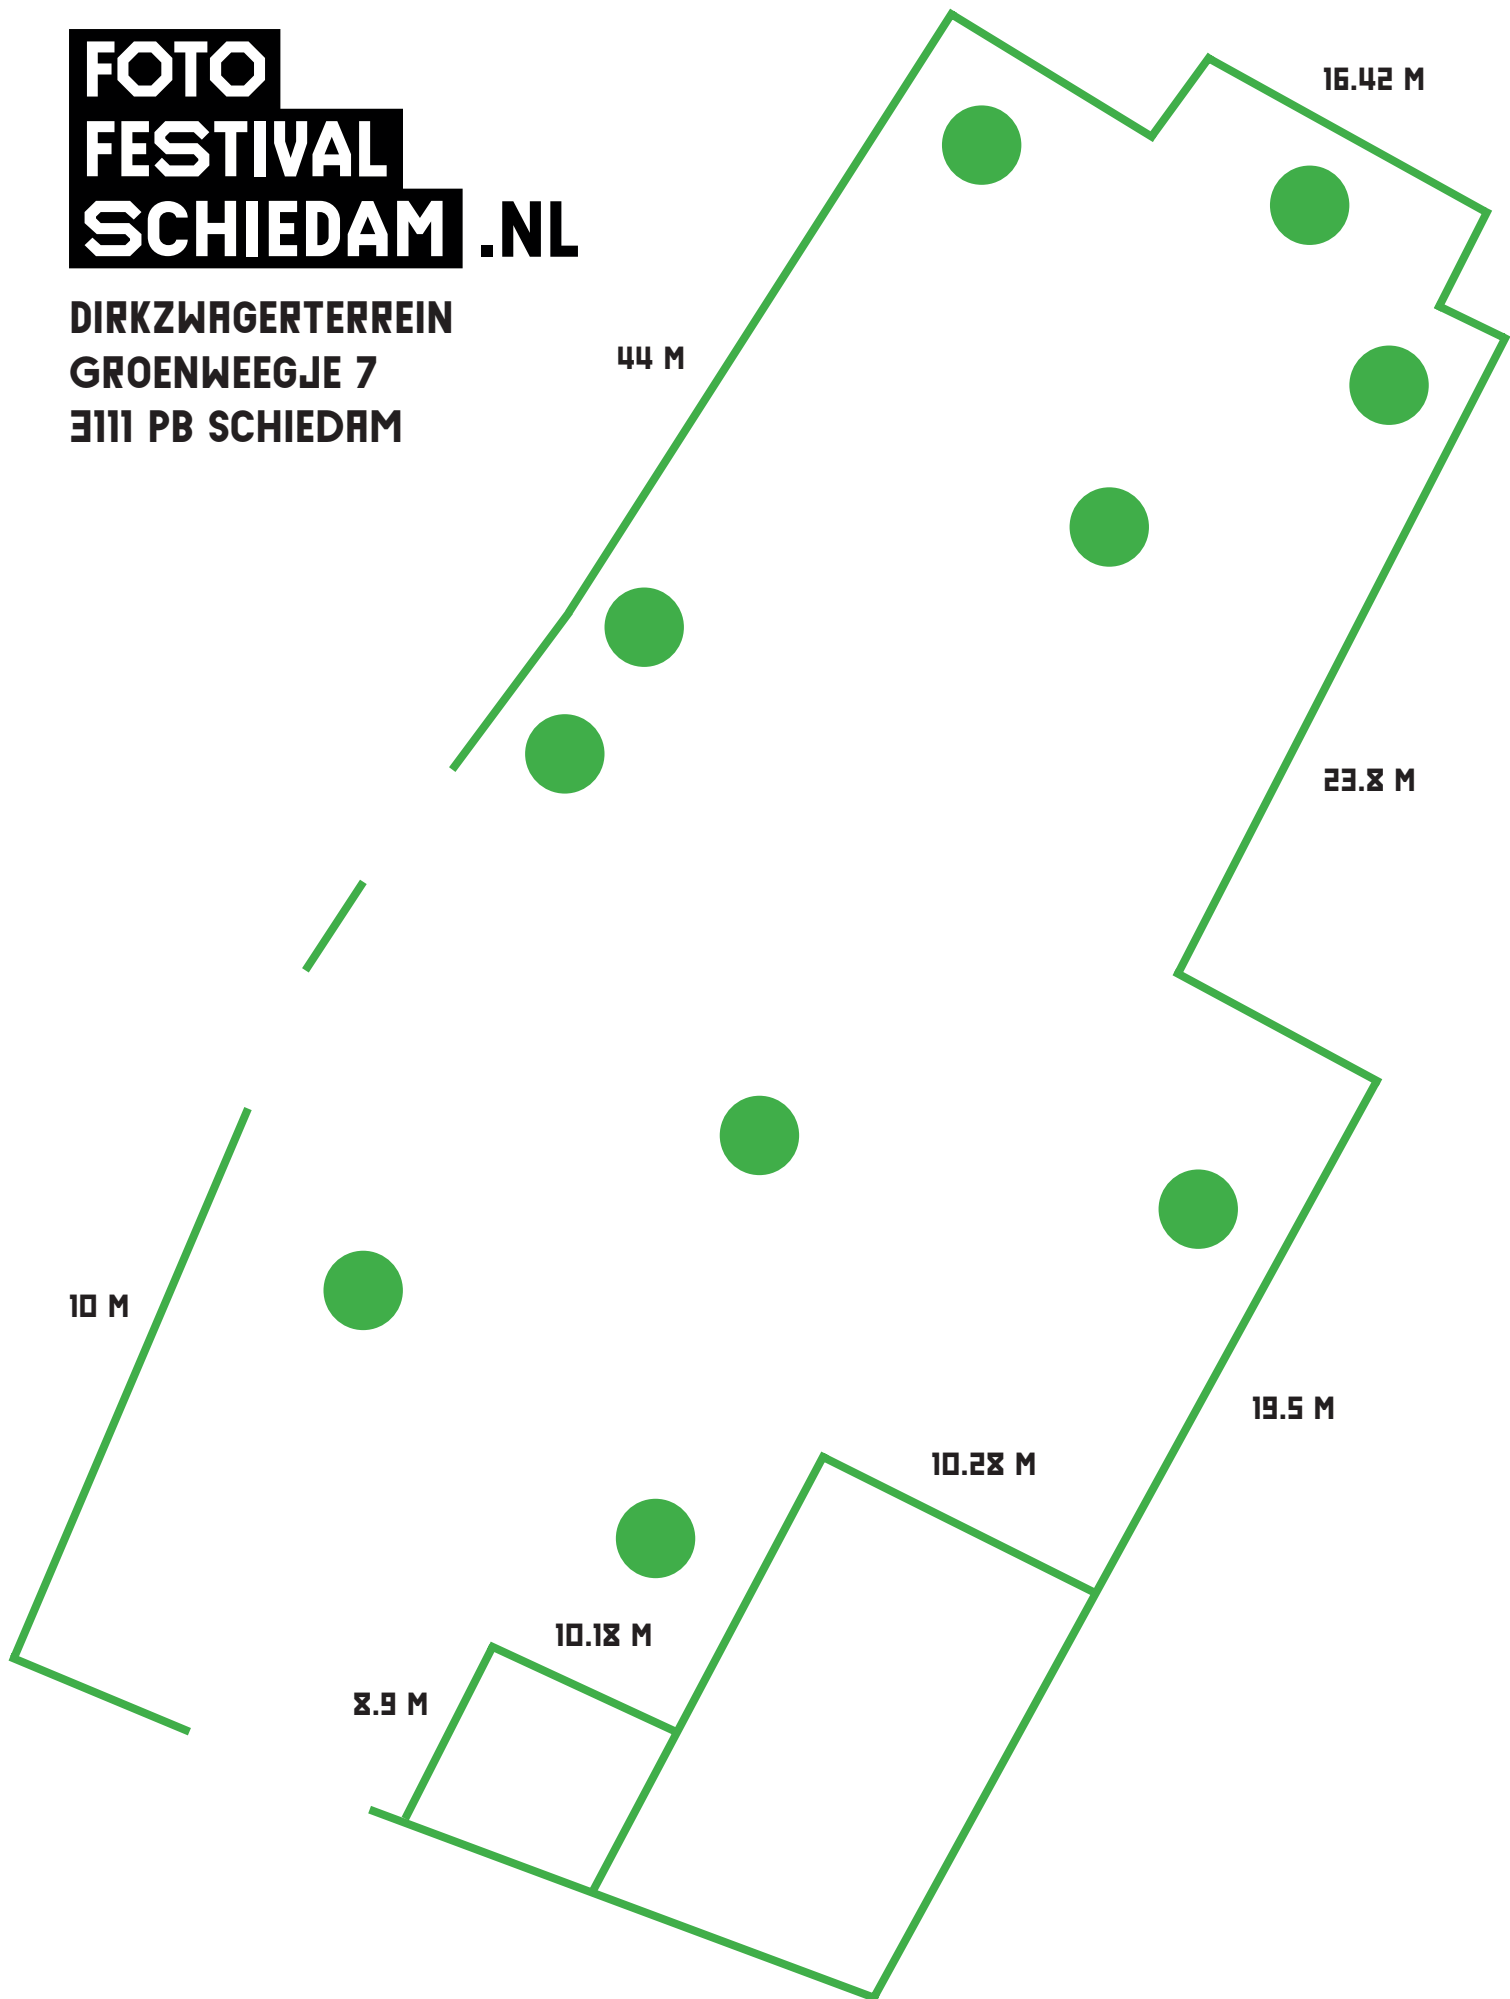 FOTO
FESTIVAL
SCHIEDAM .NL
DIRKZWAGERTERREIN
GROENWEEGJE 7
3111 PB SCHIEDAM
16.42 M
44 M
23.8 M
10 M
19.5 M
10.28 M
10.18 M
8.9 M